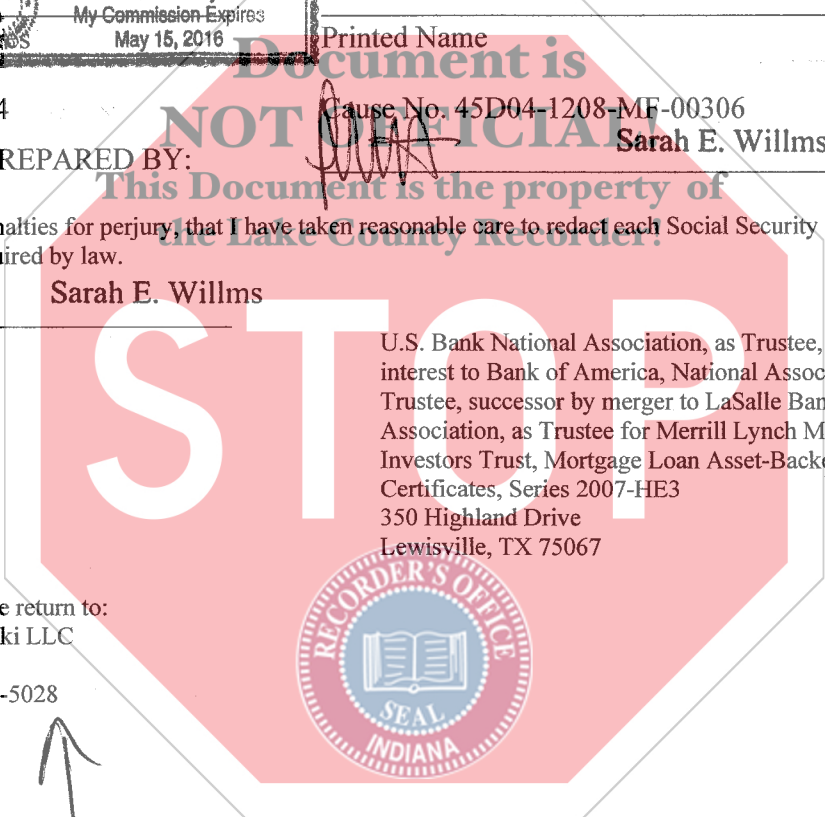 My Commission Expires
May 15, 2016
Printed Name
Document is
4
Cause No. 45D04-1208-MF-00306
NOT OFFICIAL
Sarah E. Willms
REPARED BY:
This Document is the property of
nalties for perjury, that I have taken reasonable care to redact each Social Security
the Lake County Recorder!
uired by law.
Sarah E. Willms
STOP
U.S. Bank National Association, as Trustee,
interest to Bank of America, National Assoc
Trustee, successor by merger to LaSalle Ban
Association, as Trustee for Merrill Lynch M
Investors Trust, Mortgage Loan Asset-Backe
Certificates, Series 2007-HE3
350 Highland Drive
Lewisville, TX 75067
e return to:
ki LLC
-5028
RECORDER'S OFFICE
SEAL
INDIANA